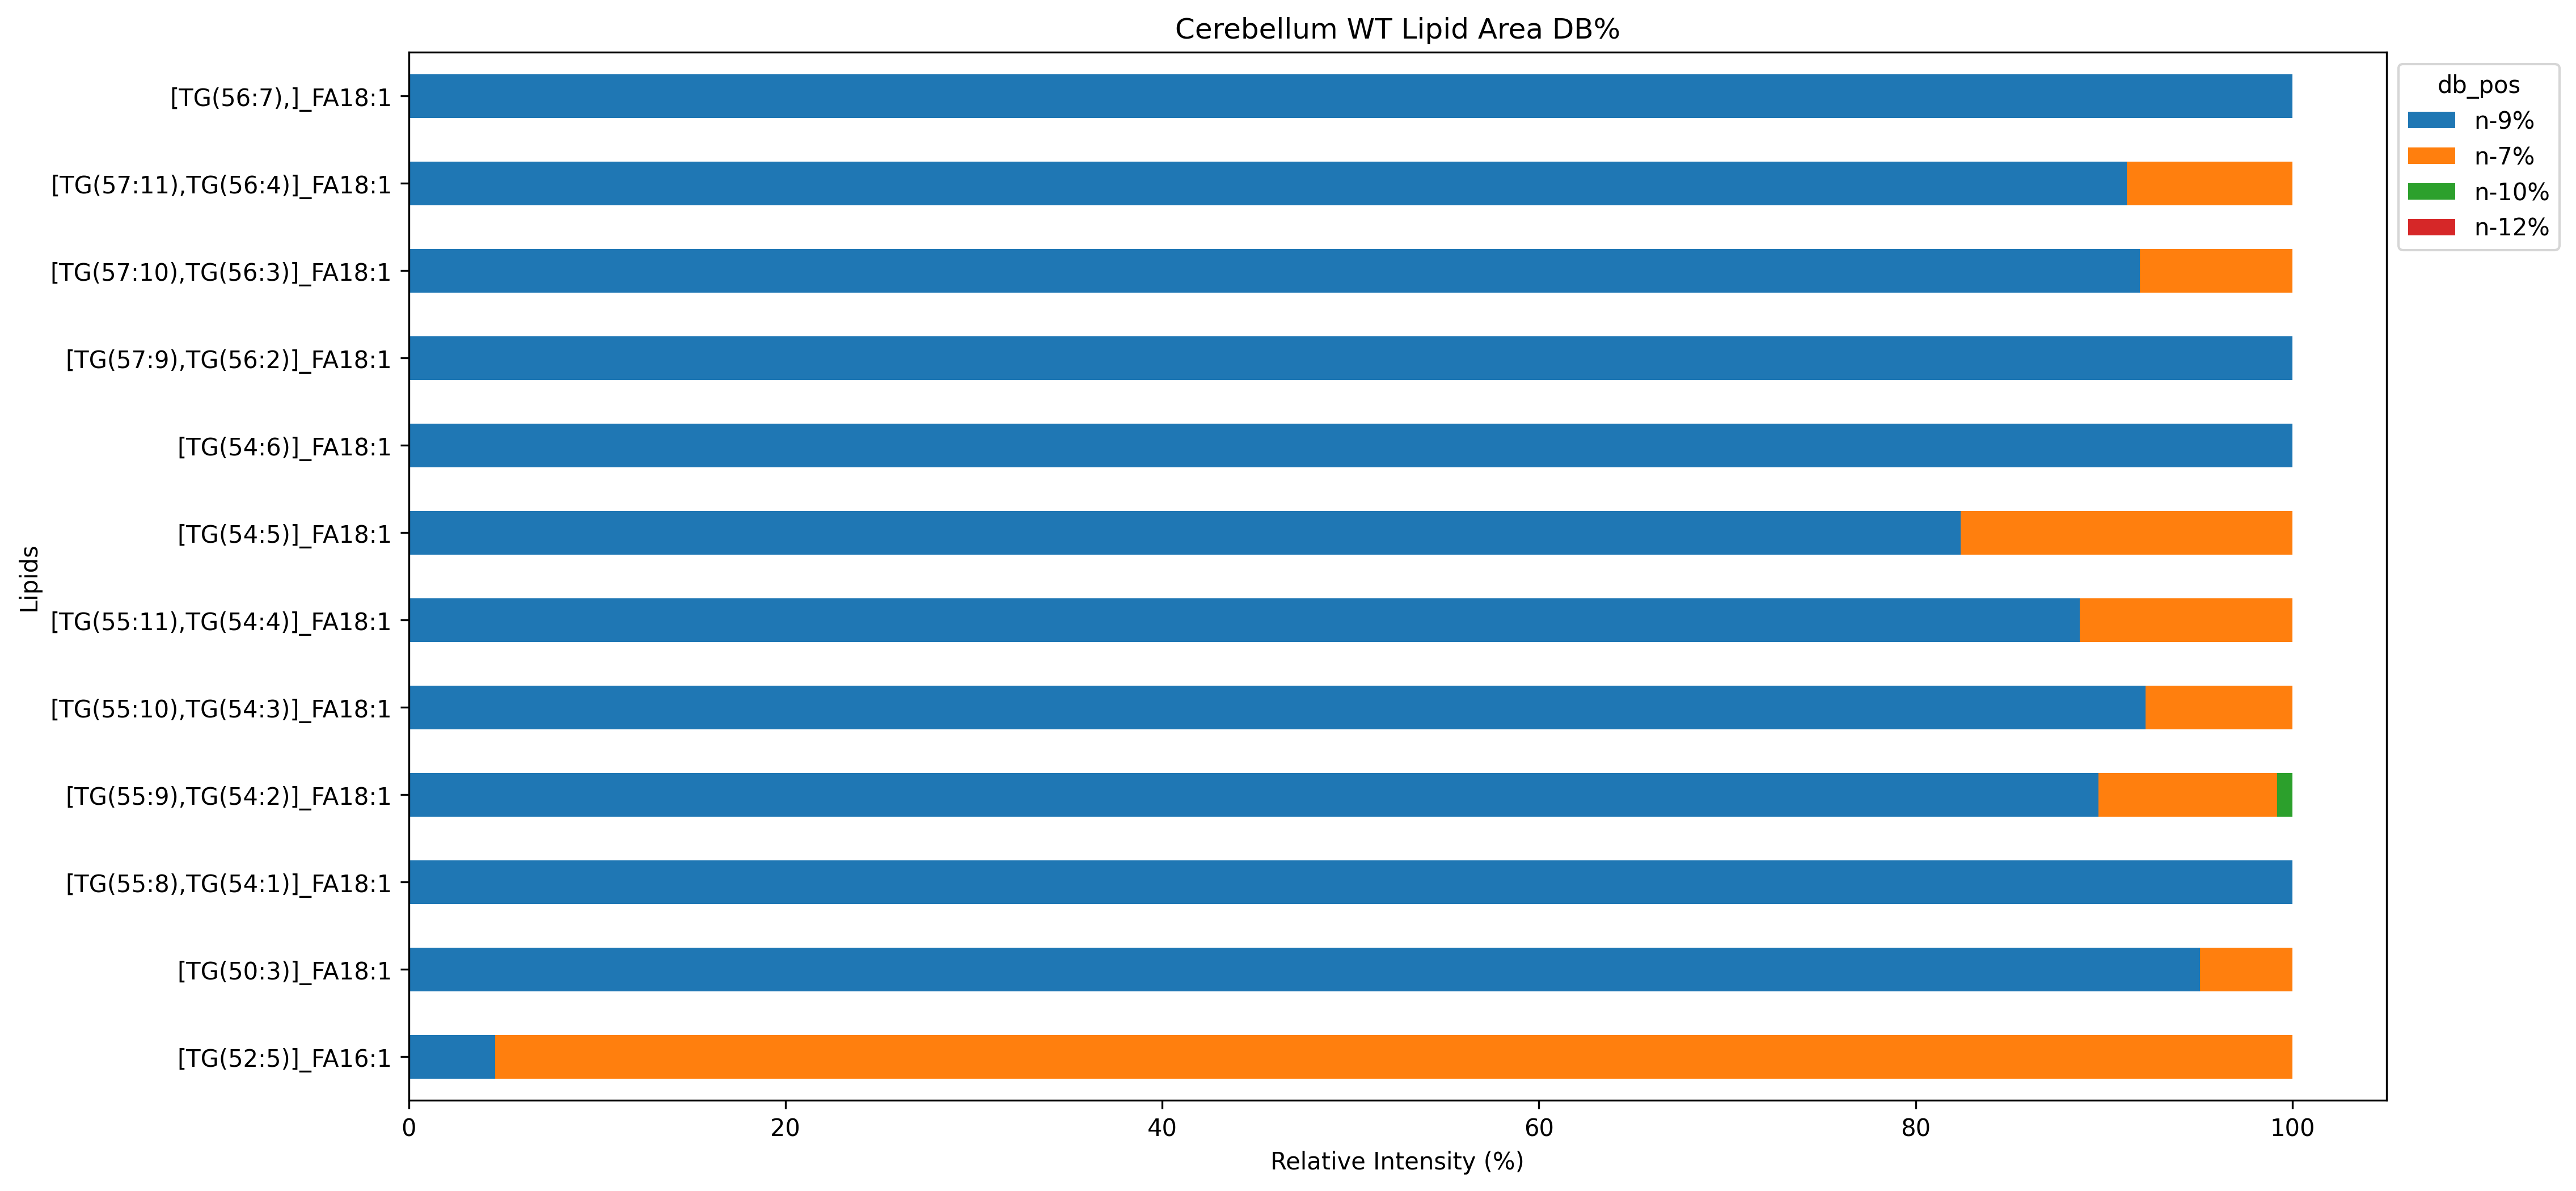 Cerebellum WT Lipid Area DB%
[TG(56:7),]_FA18:1
[TG(57:11),TG(56:4)]_FA18:1
[TG(57:10),TG(56:3)]_FA18:1
[TG(57:9),TG(56:2)]_FA18:1
[TG(54:6)]_FA18:1
[TG(54:5)]_FA18:1
[TG(55:11),TG(54:4)]_FA18:1
[TG(55:10),TG(54:3)]_FA18:1
[TG(55:9),TG(54:2)]_FA18:1
[TG(55:8),TG(54:1)]_FA18:1
[TG(50:3)]_FA18:1
[TG(52:5)]_FA16:1
Lipids
0 20 40 60 80 100
Relative Intensity (%)
db_pos
n-9%
n-7%
n-10%
n-12%